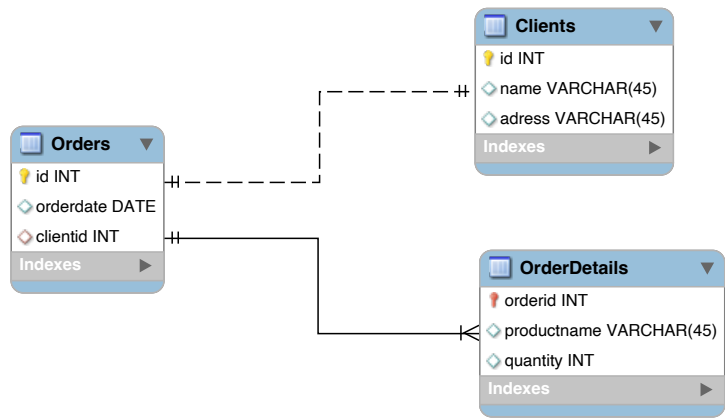 Clients
id INT
name VARCHAR(45)
adress VARCHAR(45)
Indexes
Orders
id INT
orderdate DATE
clientid INT
Indexes
OrderDetails
orderid INT
productname VARCHAR(45)
quantity INT
Indexes